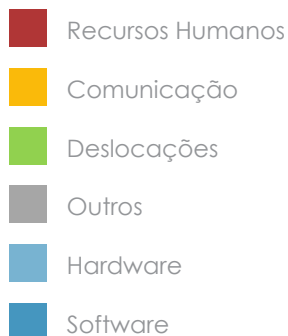 Recursos Humanos
Comunicação
Deslocações
Outros
Hardware
Software